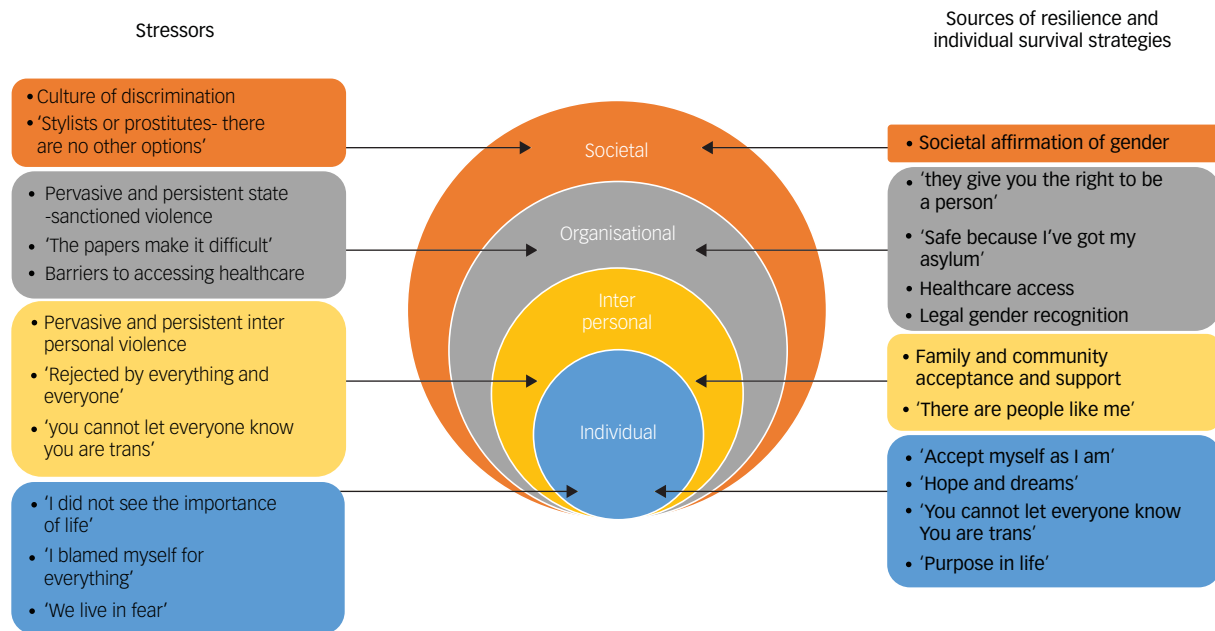 Stressors
• Culture of discrimination
• ‘Stylists or prostitutes- there
are no other options’
• Pervasive and persistent state
-sanctioned violence
• ‘The papers make it difficult’
• Barriers to accessing healthcare
• Pervasive and persistent inter
personal violence
• ‘Rejected by everything and
everyone’
• ‘you cannot let everyone know
you are trans’
• ‘I did not see the importance
of life’
• ‘I blamed myself for
everything’
• ‘We live in fear’
Societal
Organisational
Inter
personal
Individual
Sources of resilience and
individual survival strategies
• Societal affirmation of gender
• ‘they give you the right to be
a person’
• ‘Safe because I’ve got my
asylum’
• Healthcare access
• Legal gender recognition
• Family and community
acceptance and support
• ‘There are people like me’
• ‘Accept myself as I am’
• ‘Hope and dreams’
• ‘You cannot let everyone know
You are trans’
• ‘Purpose in life’